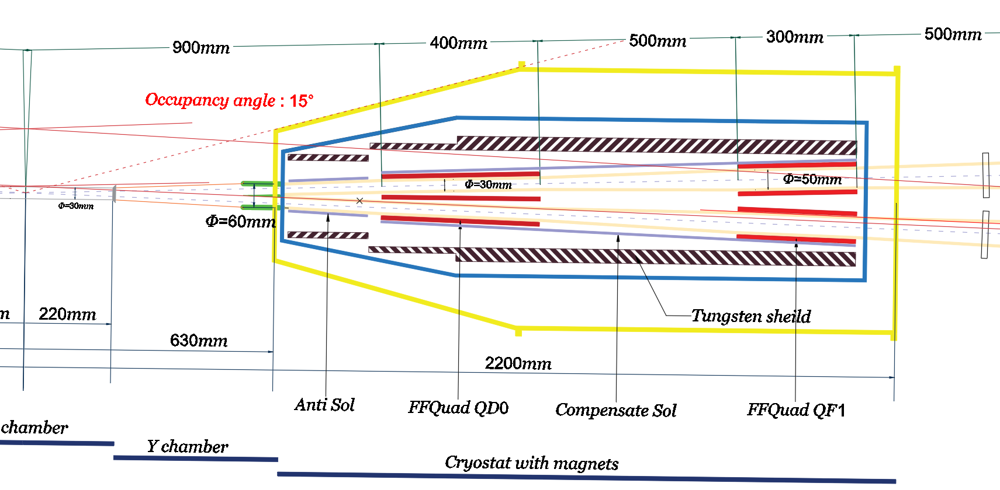 900mm
400mm
500mm
300mm
500mm
Occupancy angle : 15°
Φ=30mm
Φ=50mm
Φ=30mm
Φ=60mm
m
220mm
Tungsten sheild
630mm
2200mm
Anti Sol
FFQuad QD0
Compensate Sol
FFQuad QF1
chamber
Y chamber
Cryostat with magnets